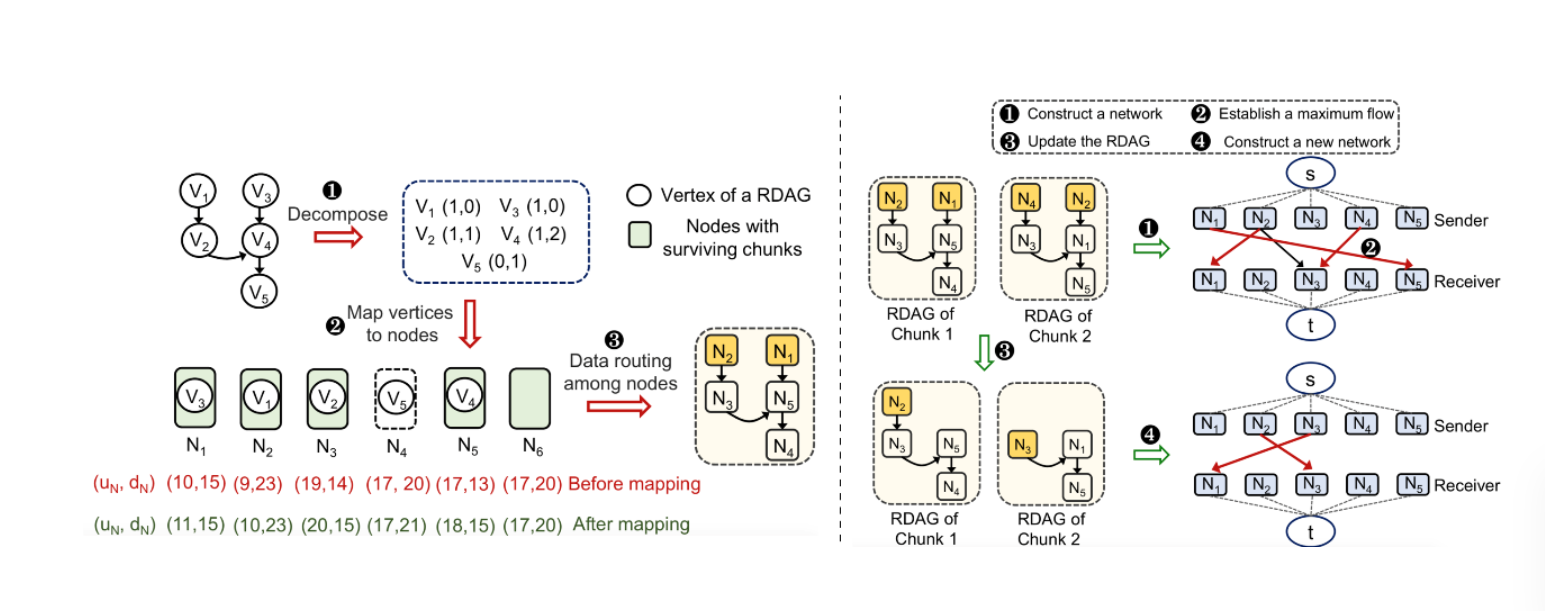 V1 V3
❶
Decompose
V2 V4
V5
V1 (1,0) V3 (1,0)
V2 (1,1) V4 (1,2)
V5 (0,1)
Vertex of a RDAG
Nodes with
surviving chunks
❷ Map vertices
to nodes
❸
Data routing
among nodes
V3 V1 V2 V5 V4
N1 N2 N3 N4 N5 N6
N2 N1
N3 N5
N4
(uN, dN) (10,15) (9,23) (19,14) (17, 20) (17,13) (17,20) Before mapping
(uN, dN) (11,15) (10,23) (20,15) (17,21) (18,15) (17,20) After mapping
❶ Construct a network ❷ Establish a maximum flow
❸ Update the RDAG ❹ Construct a new network
N2 N1
N3 N5
N4
RDAG of
Chunk 1
N4 N2
N3 N1
N5
RDAG of
Chunk 2
❶
s
N1 N2 N3 N4 N5 Sender
❷
N1 N2 N3 N4 N5 Receiver
t
❸
N2
N3 N5
N4
RDAG of
Chunk 1
N3 N1
N5
RDAG of
Chunk 2
❹
s
N1 N2 N3 N4 N5 Sender
N1 N2 N3 N4 N5 Receiver
t